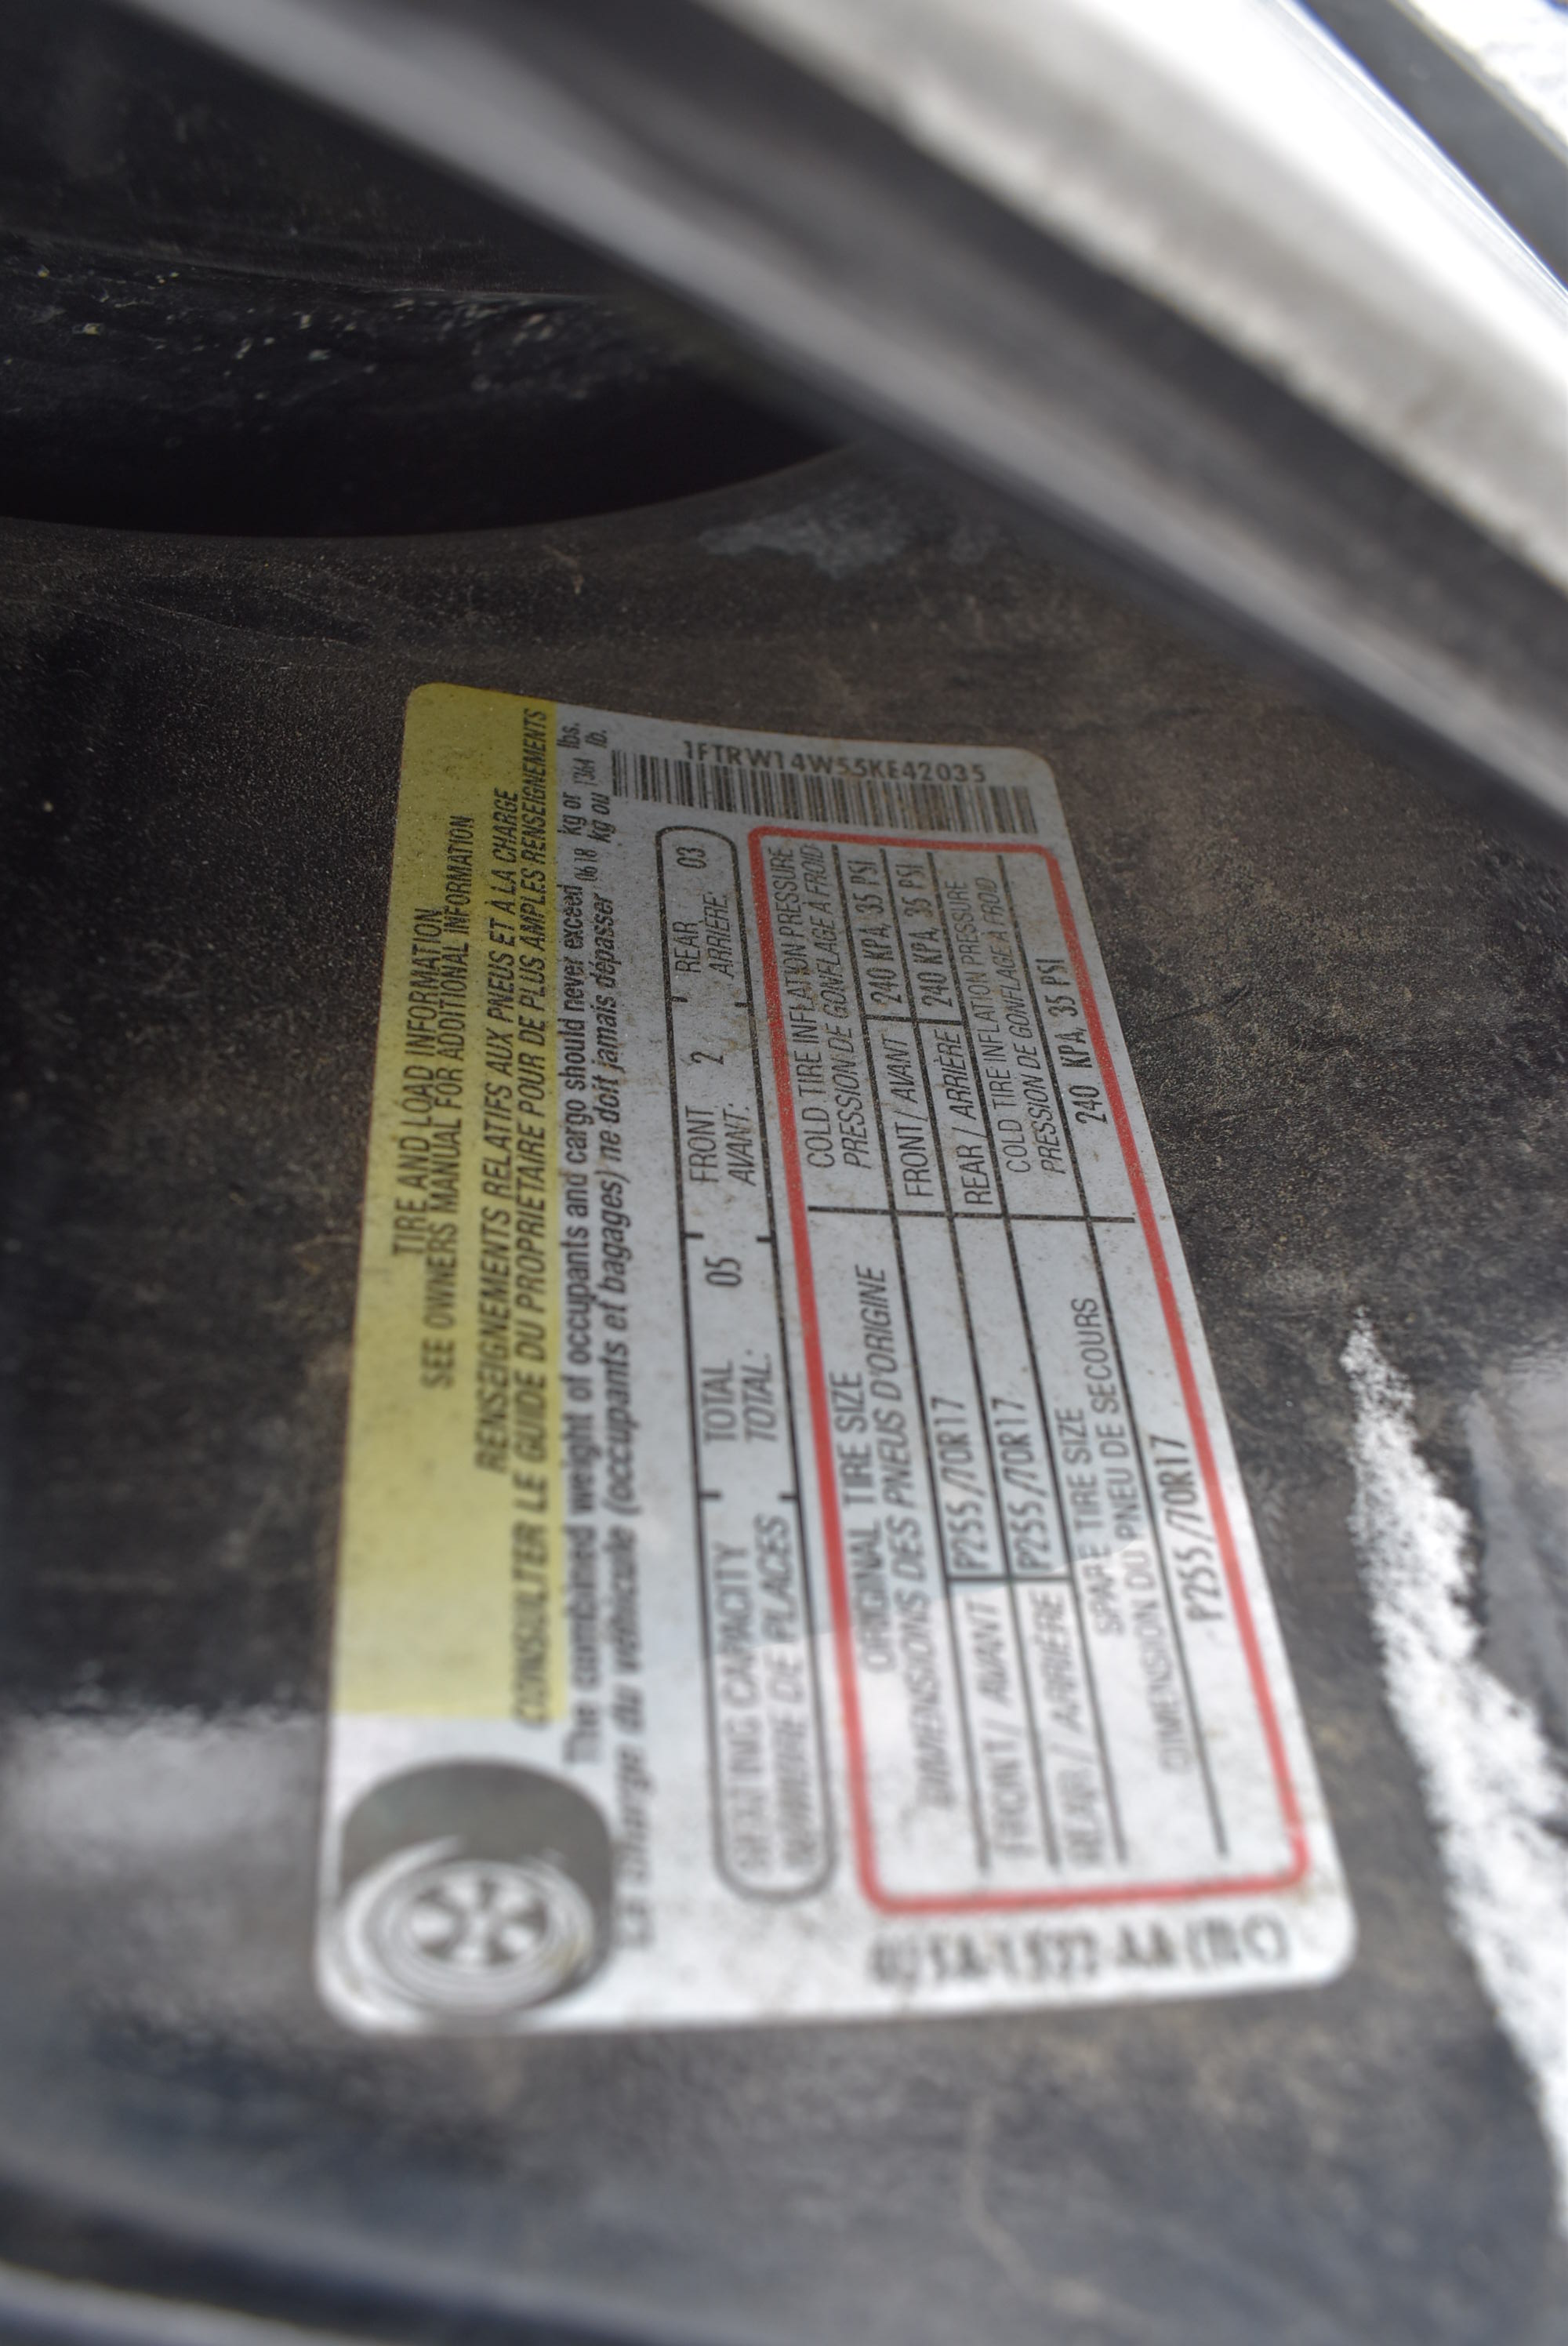 TIRE AND LOAD INFORMATION
SEE OWNERS MANUAL FOR ADDITIONAL INFORMATION
RENSEIGNEMENTS RELATIFS AUX PNEUS ET A LA CHARGE
CONSULTER LE GUIDE DU PROPRIETAIRE POUR DE PLUS AMPLES RENSEIGNEMENTS
The combined weight of occupants and cargo should never exceed 0618 kg or 1364 lbs.
La charge du véhicule (occupants et bagages) ne doit jamais dépasser kg ou lb.
SEATING CAPACITY TOTAL 05 FRONT 2 REAR 03
NOMBRE DE PLACES TOTAL: AVANT: ARRIÈRE:
1FTRW14W55KE42035
ORIGINAL TIRE SIZE COLD TIRE INFLATION PRESSURE
DIMENSIONS DES PNEUS D'ORIGINE PRESSION DE GONFLAGE À FROID
FRONT / AVANT P255/70R17 FRONT / AVANT 240 KPA, 35 PSI
REAR / ARRIÈRE P255/70R17 REAR / ARRIÈRE 240 KPA, 35 PSI
SPARE TIRE SIZE COLD TIRE INFLATION PRESSURE
DIMENSION DU PNEU DE SECOURS PRESSION DE GONFLAGE À FROID
P255/70R17 240 KPA, 35 PSI